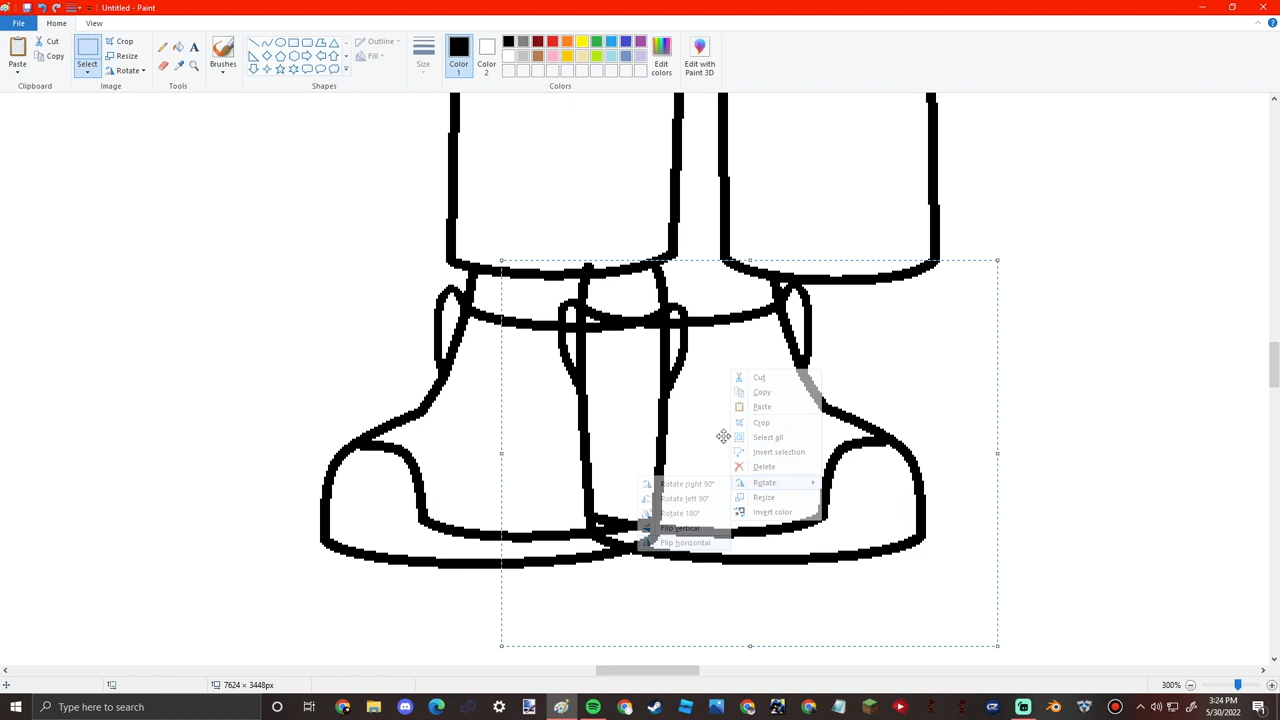 Untitled - Paint
File Home View
Paste Cut Copy Select Crop Resize Rotate A Brushes Outline Fill Size Color 1 Color 2 Edit colors Edit with Paint 3D
Clipboard Image Tools Shapes Colors
Cut
Copy
Paste
Crop
Select all
Invert selection
Delete
Rotate
Resize
Invert color
Rotate right 90°
Rotate left 90°
Rotate 180°
Flip vertical
Flip horizontal
7624 × 3448px 300%
Type here to search
3:24 PM
5/30/2022